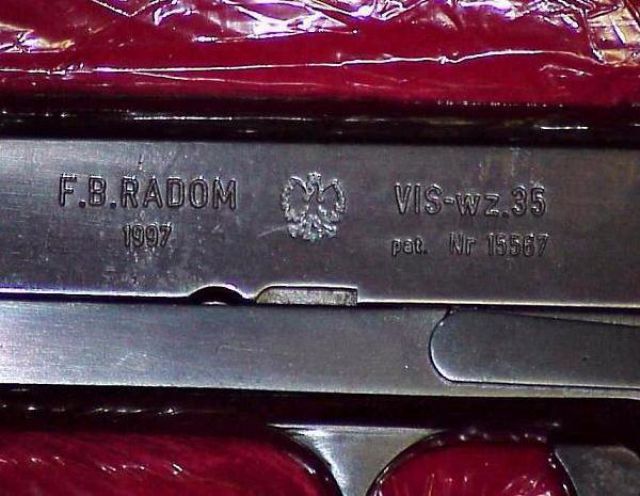 F.B.RADOM
1997
VIS-wz.35
pat. Nr 15567